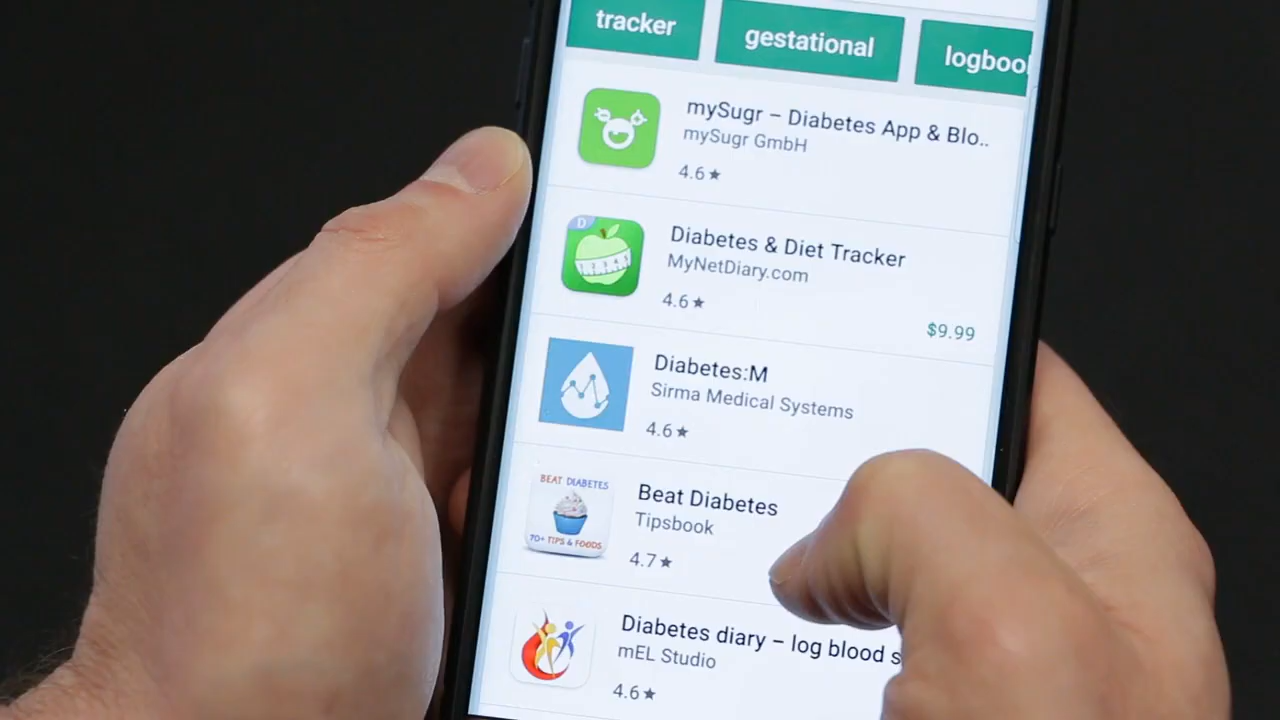 tracker
gestational
logboo
mySugr – Diabetes App & Blo..
mySugr GmbH
4.6★
D
Diabetes & Diet Tracker
MyNetDiary.com
4.6★
$9.99
Diabetes:M
Sirma Medical Systems
4.6★
BEAT DIABETES
70+ TIPS & FOODS
Beat Diabetes
Tipsbook
4.7★
Diabetes diary – log blood s
mEL Studio
4.6★